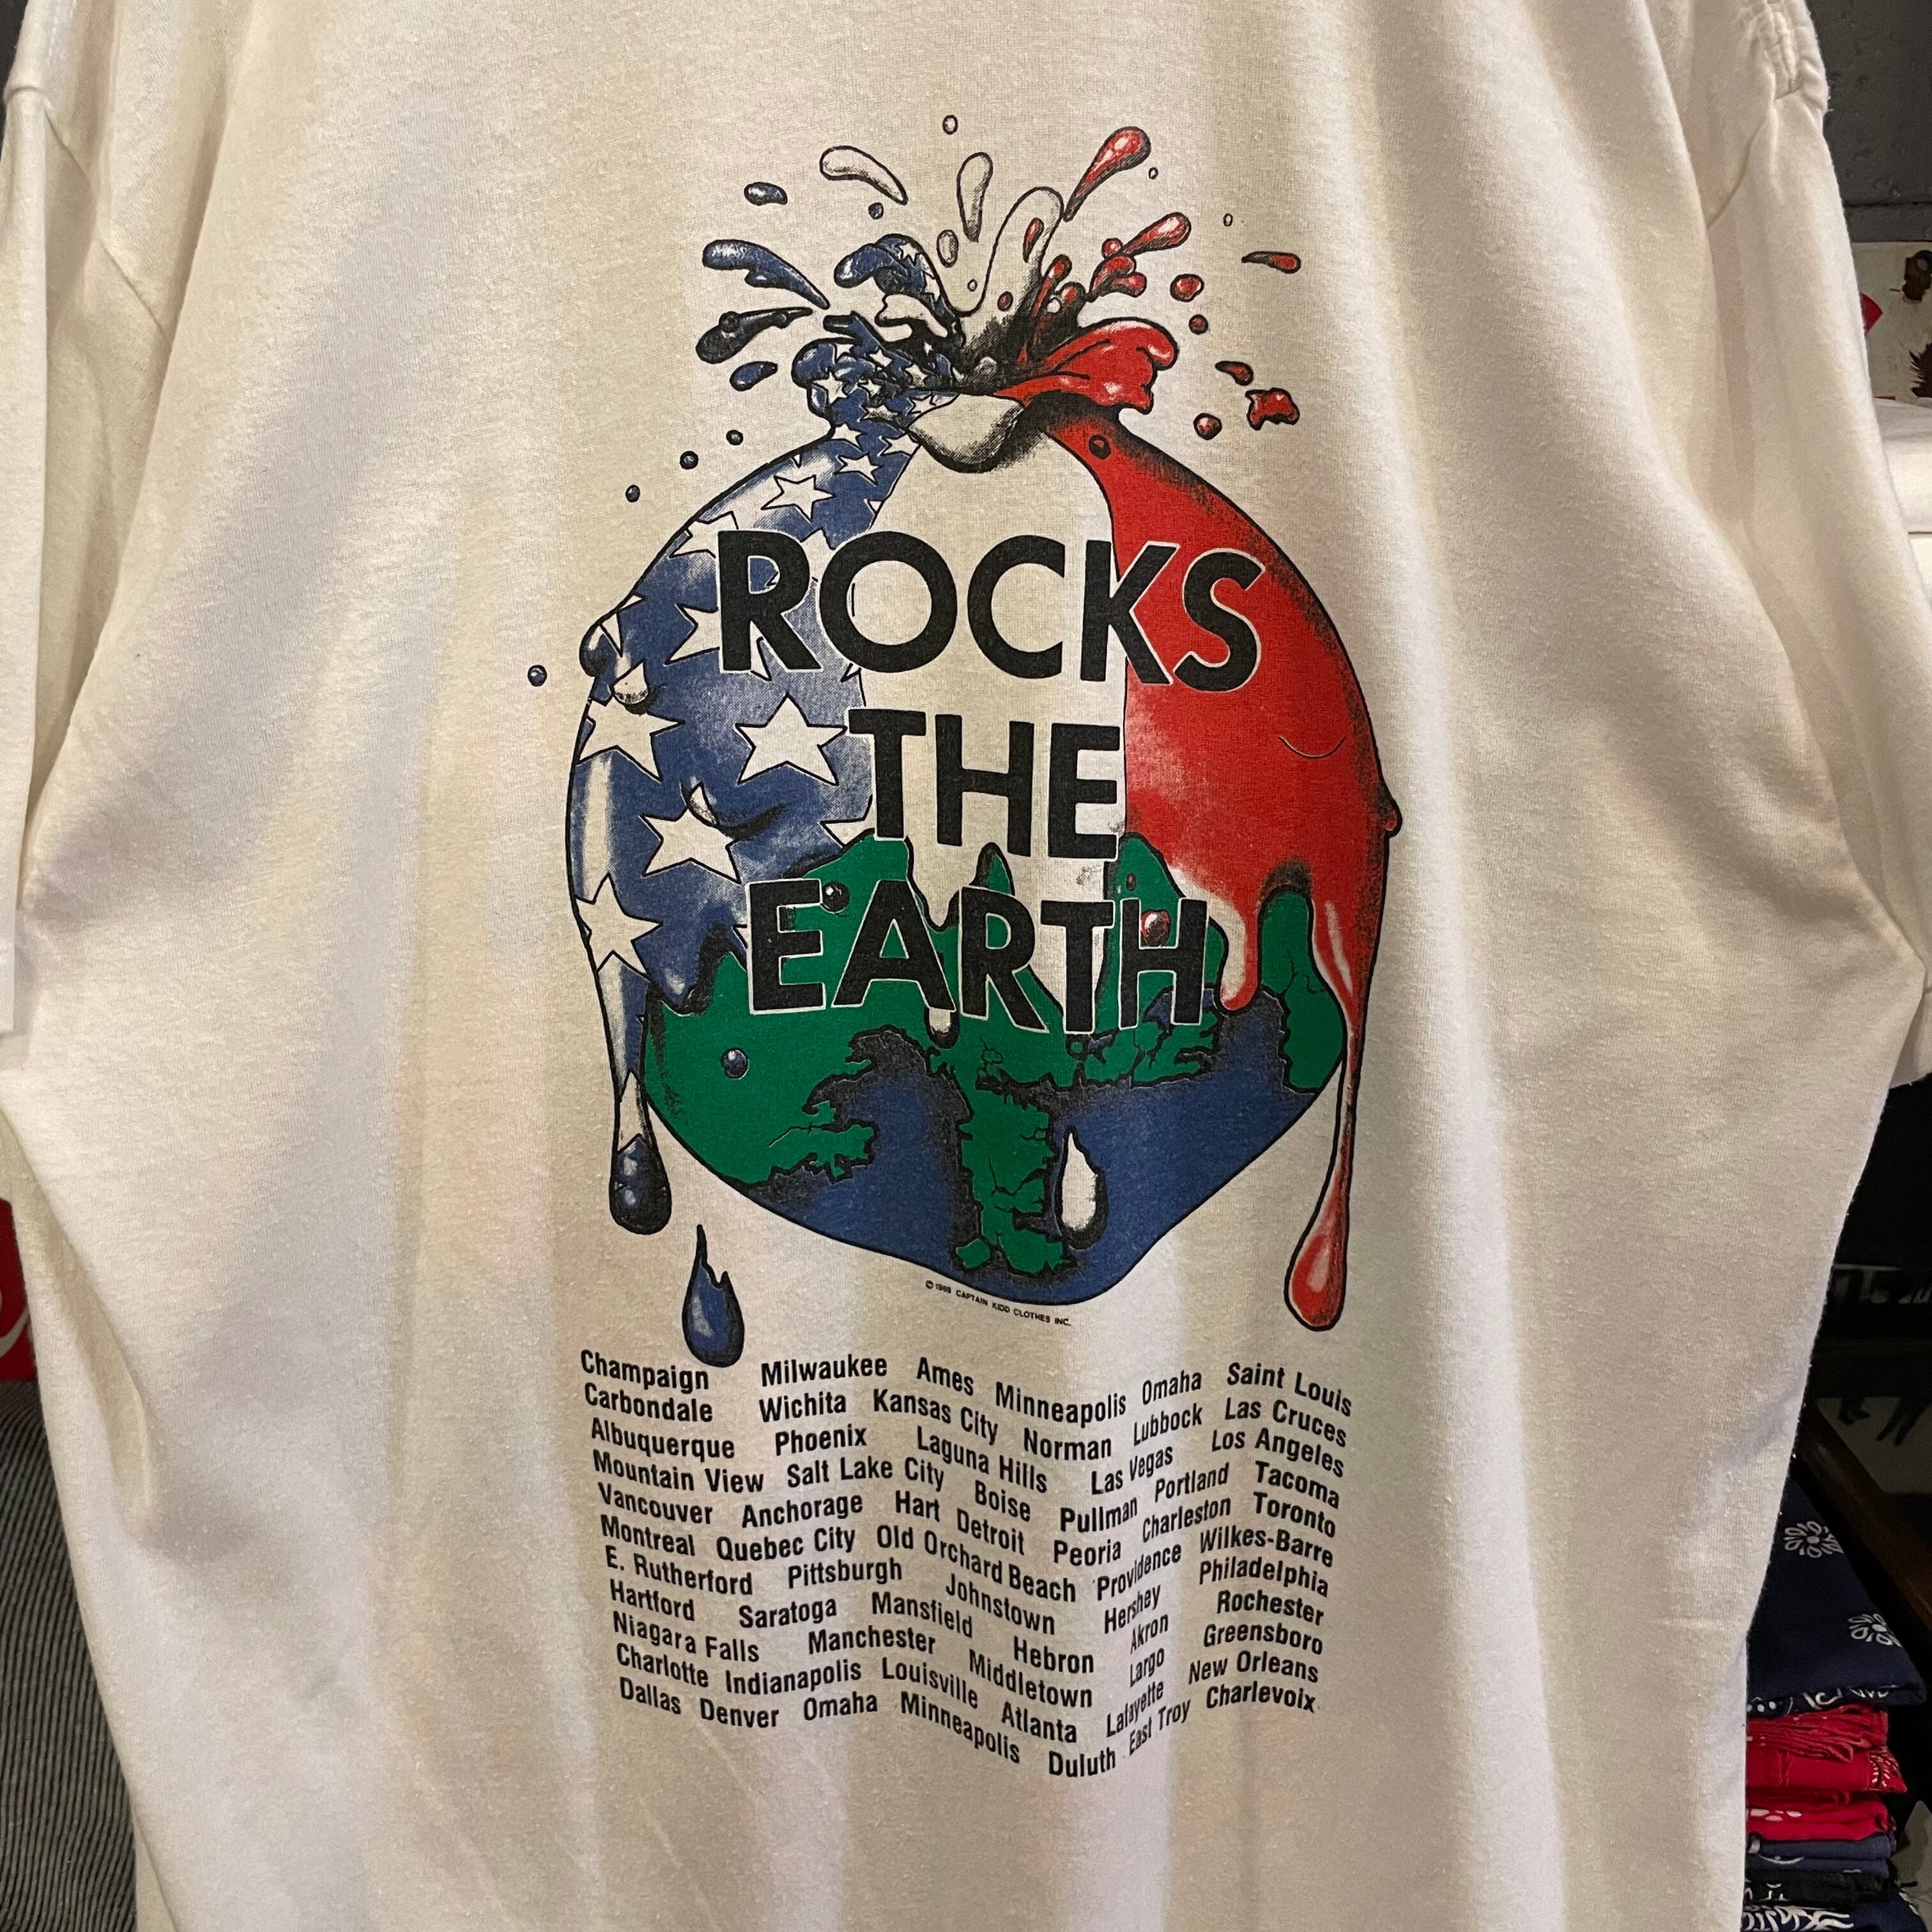 ROCKS
THE
EARTH
© 1989 CAPTAIN KIDD CLOTHES INC.
Champaign Milwaukee Ames Minneapolis Omaha Saint Louis
Carbondale Wichita Kansas City Norman Lubbock Las Cruces
Albuquerque Phoenix Laguna Hills Las Vegas Los Angeles
Mountain View Salt Lake City Boise Pullman Portland Tacoma
Vancouver Anchorage Hart Detroit Peoria Charleston Toronto
Montreal Quebec City Old Orchard Beach Providence Wilkes-Barre
E. Rutherford Pittsburgh Johnstown Hershey Philadelphia
Hartford Saratoga Mansfield Hebron Akron Rochester
Niagara Falls Manchester Middletown Largo Greensboro
Charlotte Indianapolis Louisville Atlanta Lafayette New Orleans
Dallas Denver Omaha Minneapolis Duluth East Troy Charlevoix